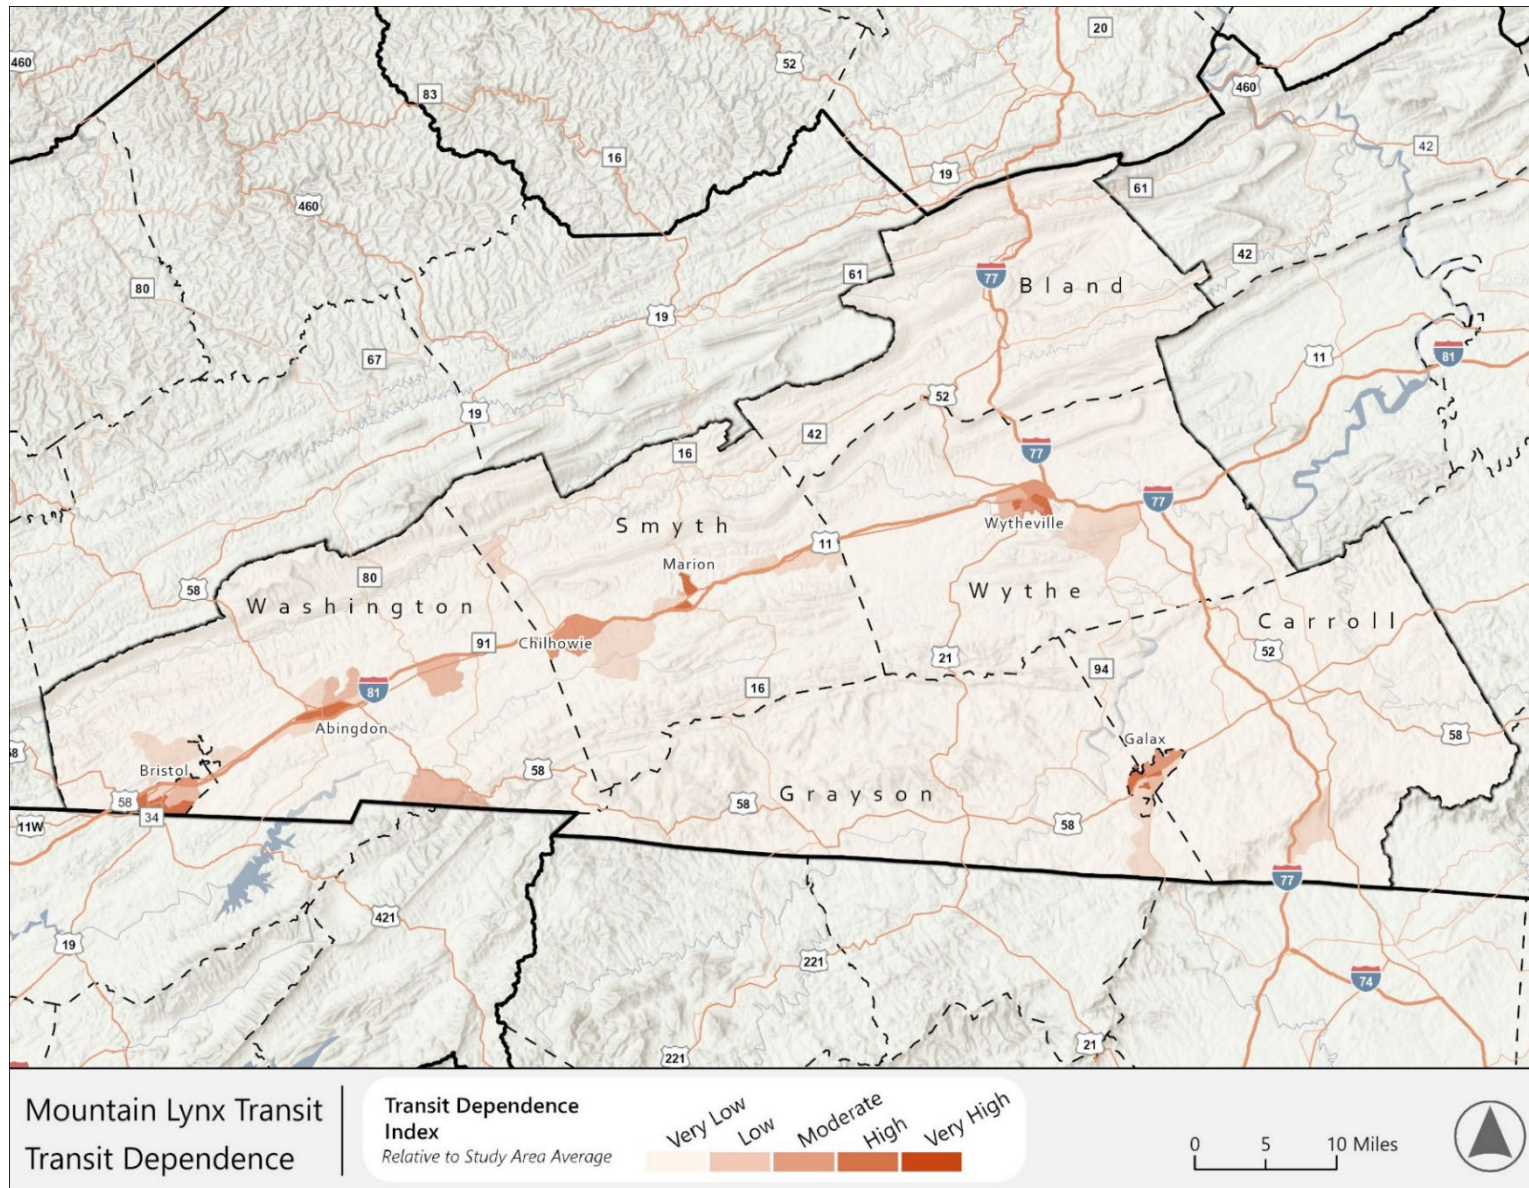 20
460
52
460
83
42
16
19
61
460
42
61
77
Bland
80
19
11
81
67
19
52
42
16
77
77
Smyth
Wytheville
11
Marion
80
58
Washington
Wythe
Carroll
91
Chilhowie
52
21
94
16
81
Abingdon
58
58
Galax
Bristol
58
58
58
Grayson
58
34
11W
77
421
19
221
74
21
221
Mountain Lynx Transit
Transit Dependence
Transit Dependence
Index
Relative to Study Area Average
Very Low
Low
Moderate
High
Very High
0 5 10 Miles